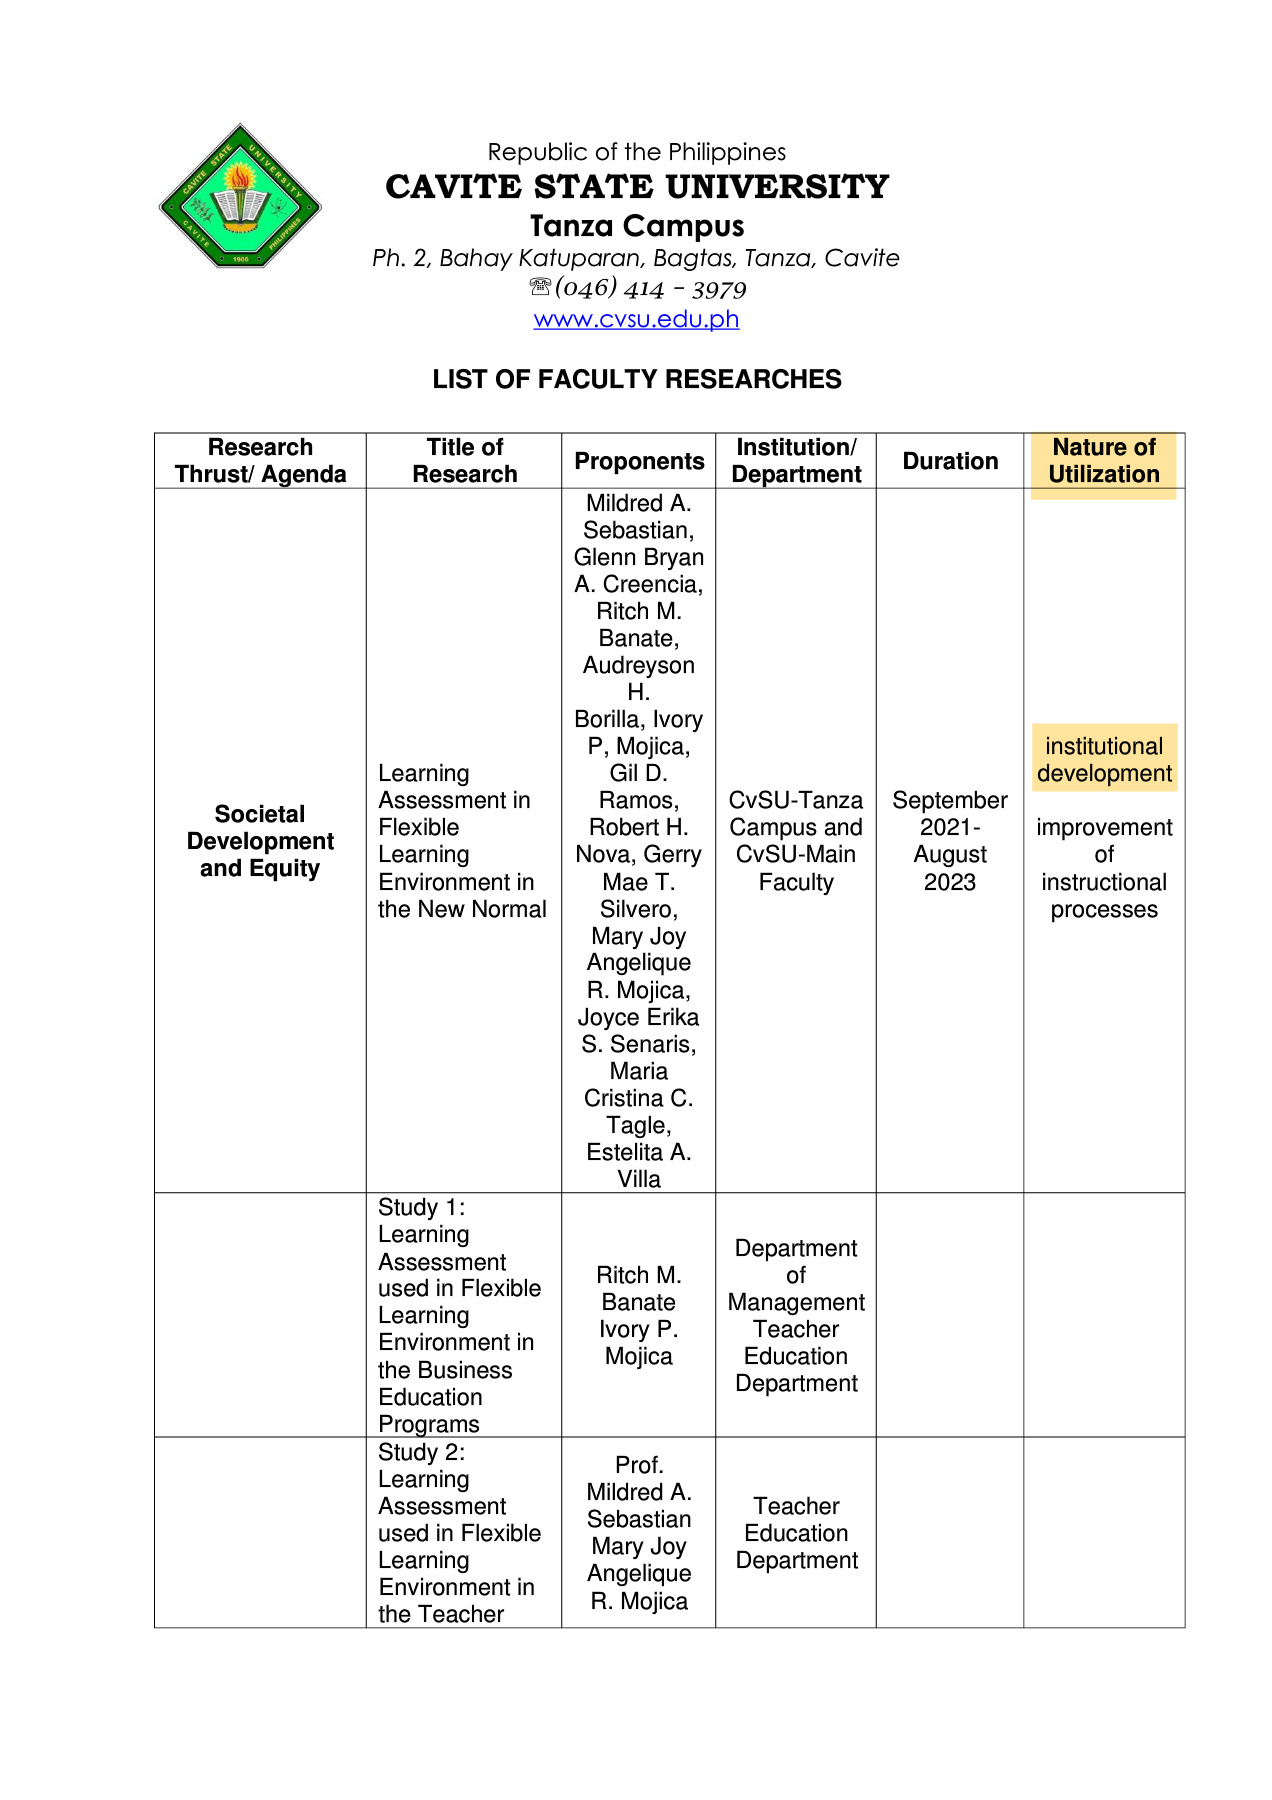 CAVITE STATE UNIVERSITY
CAVITE PHILIPPINES
1906
Republic of the Philippines
CAVITE STATE UNIVERSITY
Tanza Campus
Ph. 2, Bahay Katuparan, Bagtas, Tanza, Cavite
☏(046) 414 – 3979
www.cvsu.edu.ph
LIST OF FACULTY RESEARCHES
Research
Thrust/ Agenda
Title of
Research
Proponents
Institution/
Department
Duration
Nature of
Utilization
Societal
Development
and Equity
Learning
Assessment in
Flexible
Learning
Environment in
the New Normal
Mildred A.
Sebastian,
Glenn Bryan
A. Creencia,
Ritch M.
Banate,
Audreyson
H.
Borilla, Ivory
P, Mojica,
Gil D.
Ramos,
Robert H.
Nova, Gerry
Mae T.
Silvero,
Mary Joy
Angelique
R. Mojica,
Joyce Erika
S. Senaris,
Maria
Cristina C.
Tagle,
Estelita A.
Villa
CvSU-Tanza
Campus and
CvSU-Main
Faculty
September
2021-
August
2023
institutional
development
improvement
of
instructional
processes
Study 1:
Learning
Assessment
used in Flexible
Learning
Environment in
the Business
Education
Programs
Ritch M.
Banate
Ivory P.
Mojica
Department
of
Management
Teacher
Education
Department
Study 2:
Learning
Assessment
used in Flexible
Learning
Environment in
the Teacher
Prof.
Mildred A.
Sebastian
Mary Joy
Angelique
R. Mojica
Teacher
Education
Department